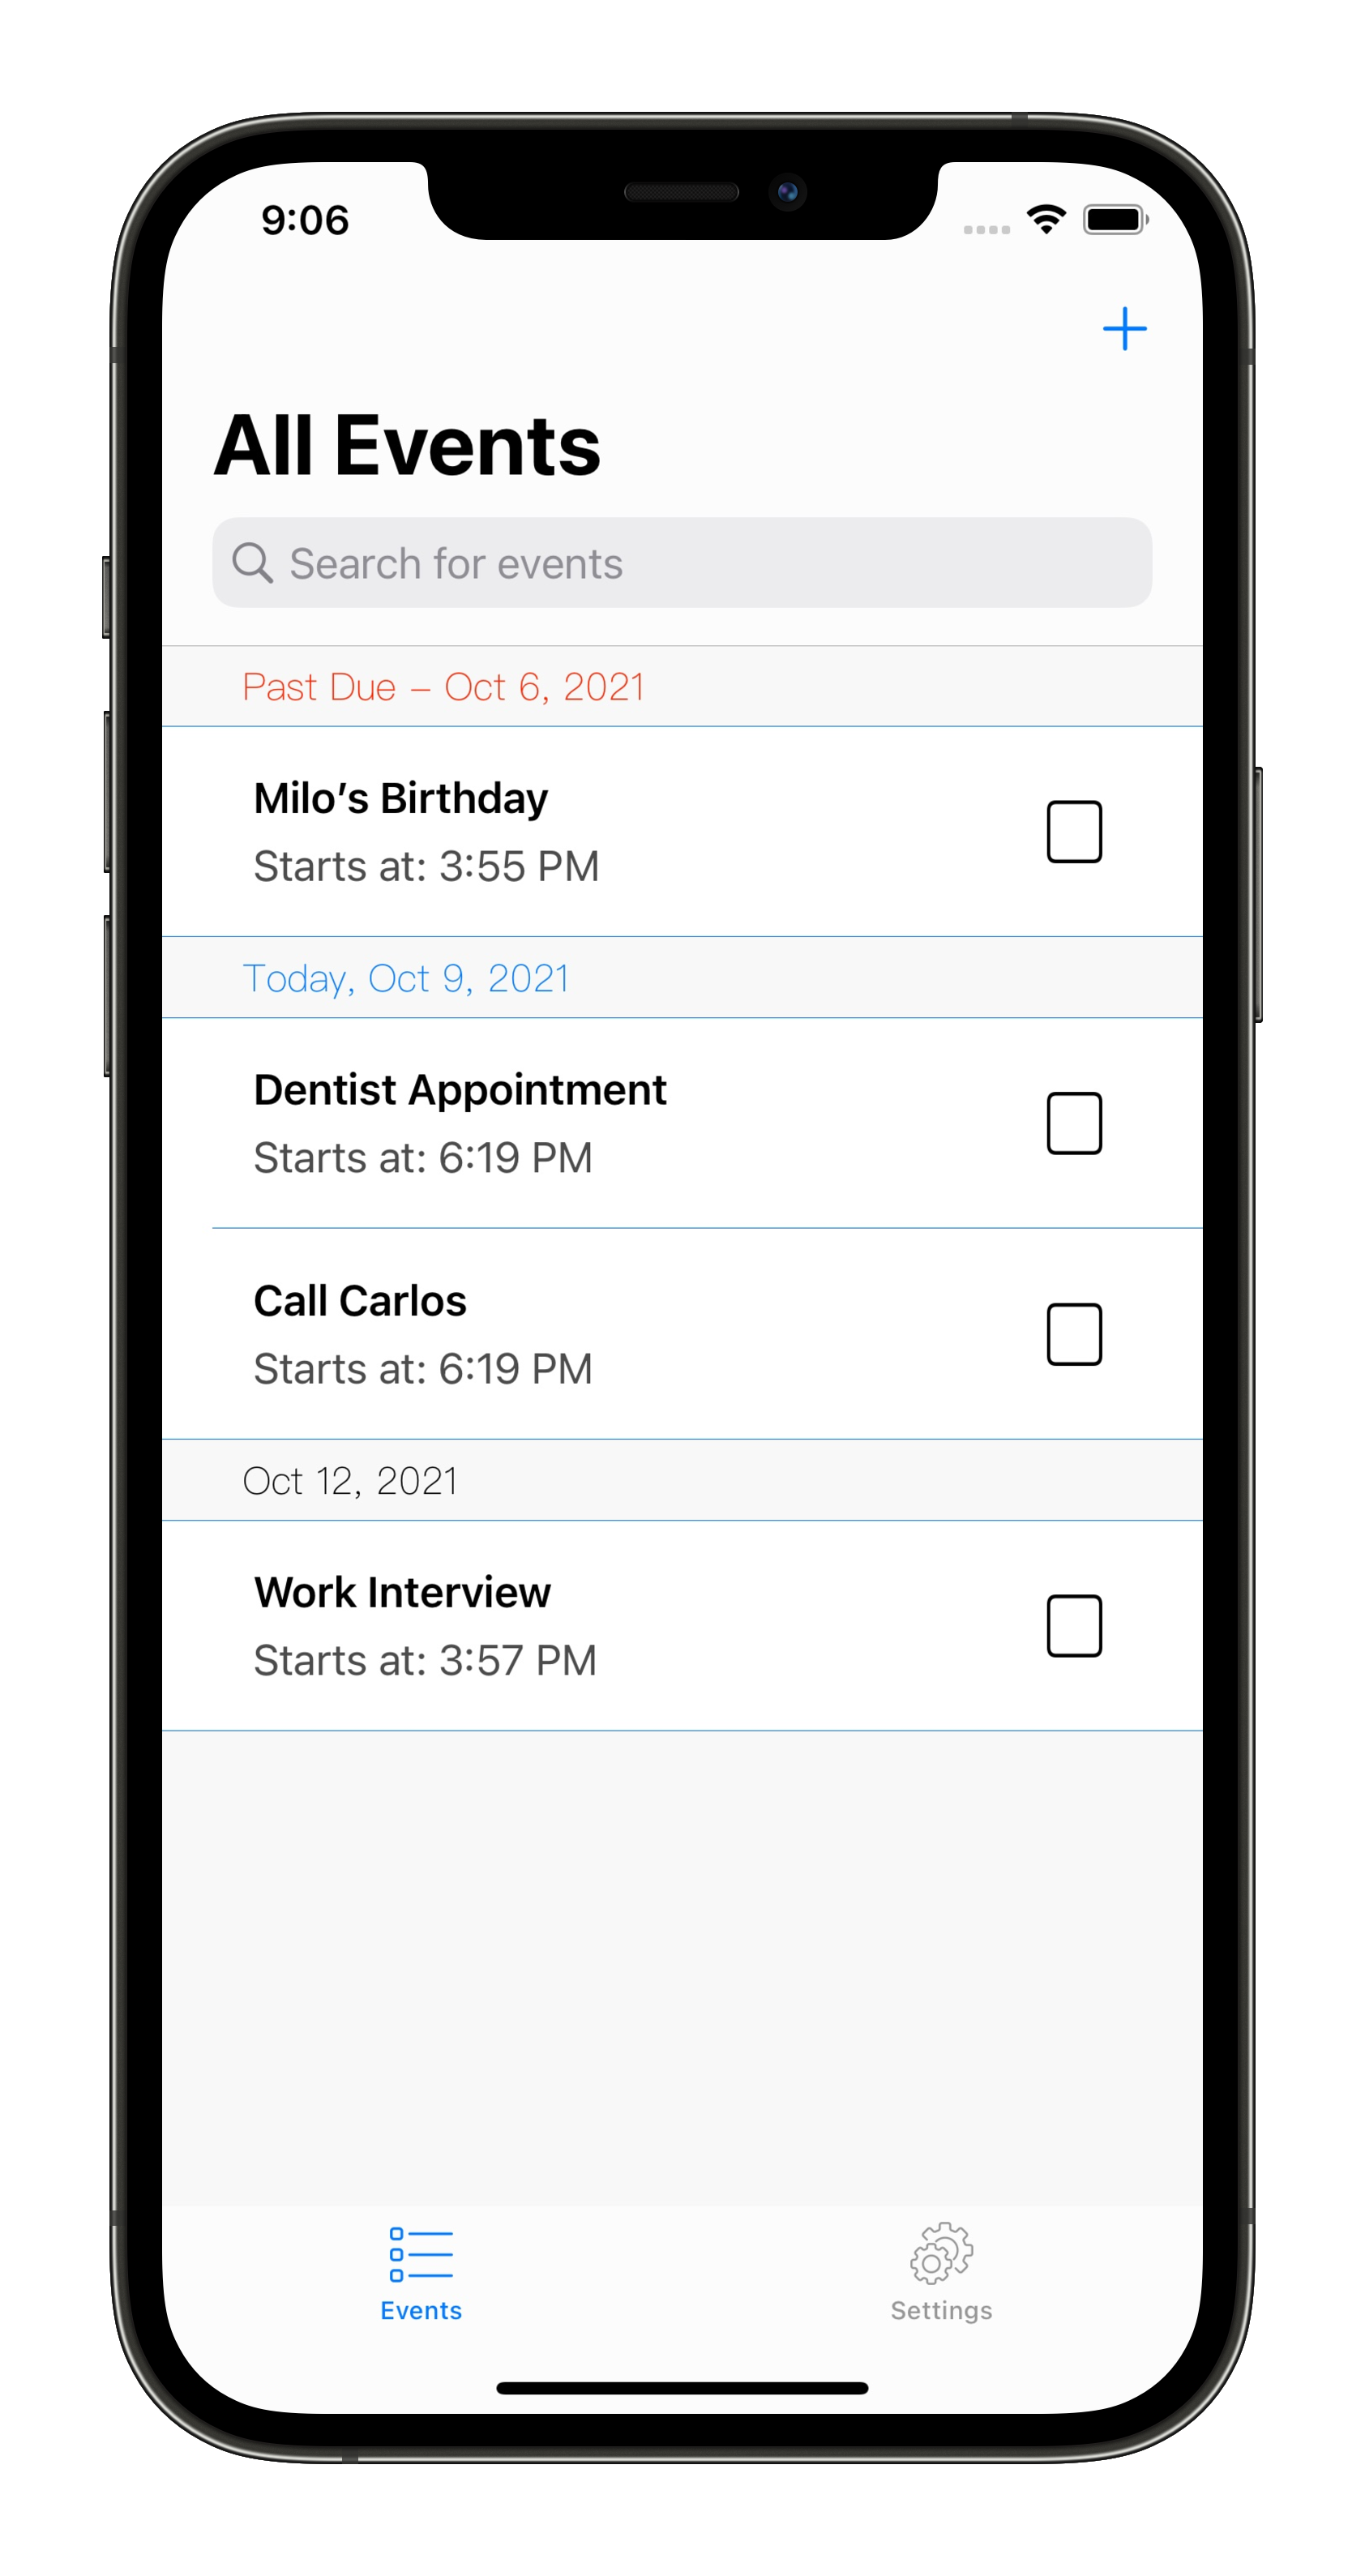 9:06
All Events
Search for events
Past Due – Oct 6, 2021
Milo’s Birthday
Starts at: 3:55 PM
Today, Oct 9, 2021
Dentist Appointment
Starts at: 6:19 PM
Call Carlos
Starts at: 6:19 PM
Oct 12, 2021
Work Interview
Starts at: 3:57 PM
Events
Settings